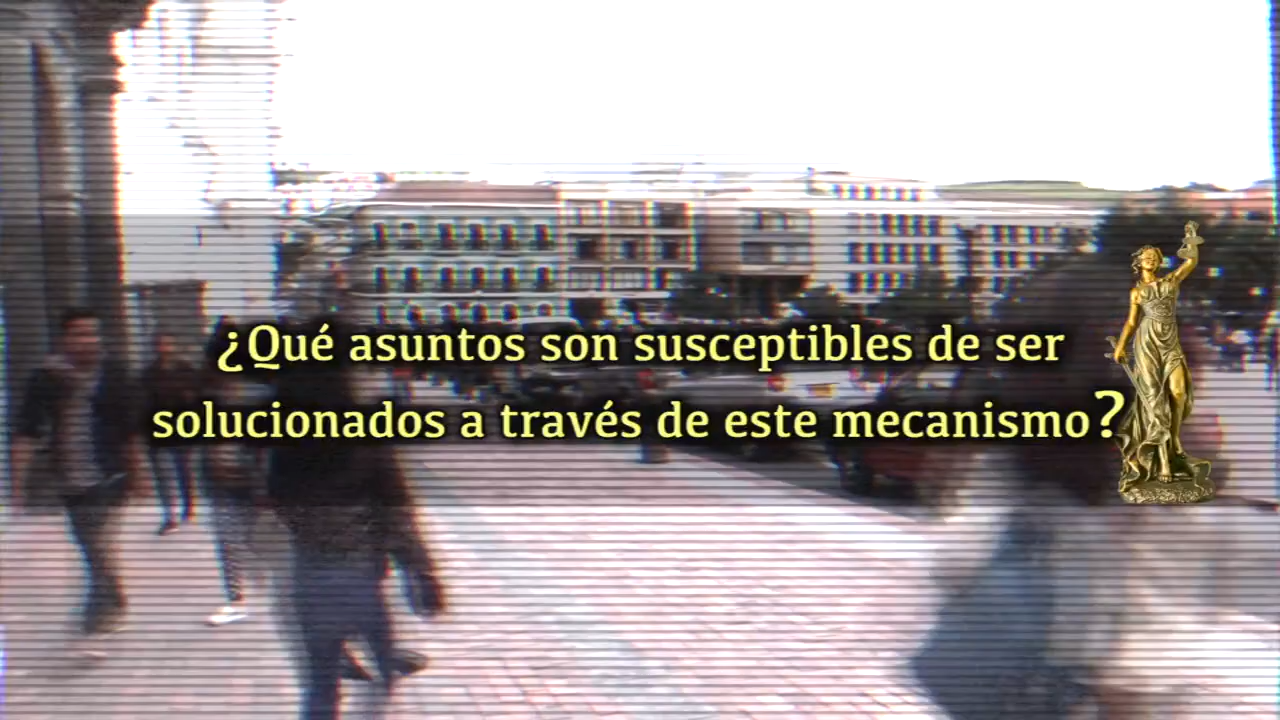 ¿Qué asuntos son susceptibles de ser
solucionados a través de este mecanismo?